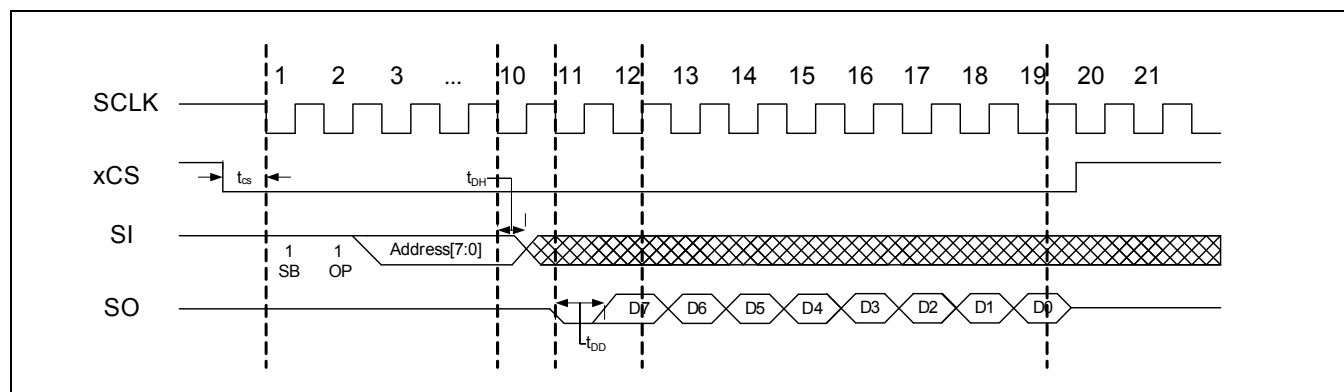 1 2 3 ... 10 11 12 13 14 15 16 17 18 19 20 21
SCLK
xCS
tcs
tDH
SI
1 1 Address[7:0]
SB OP
SO
D7 D6 D5 D4 D3 D2 D1 D0
tDD